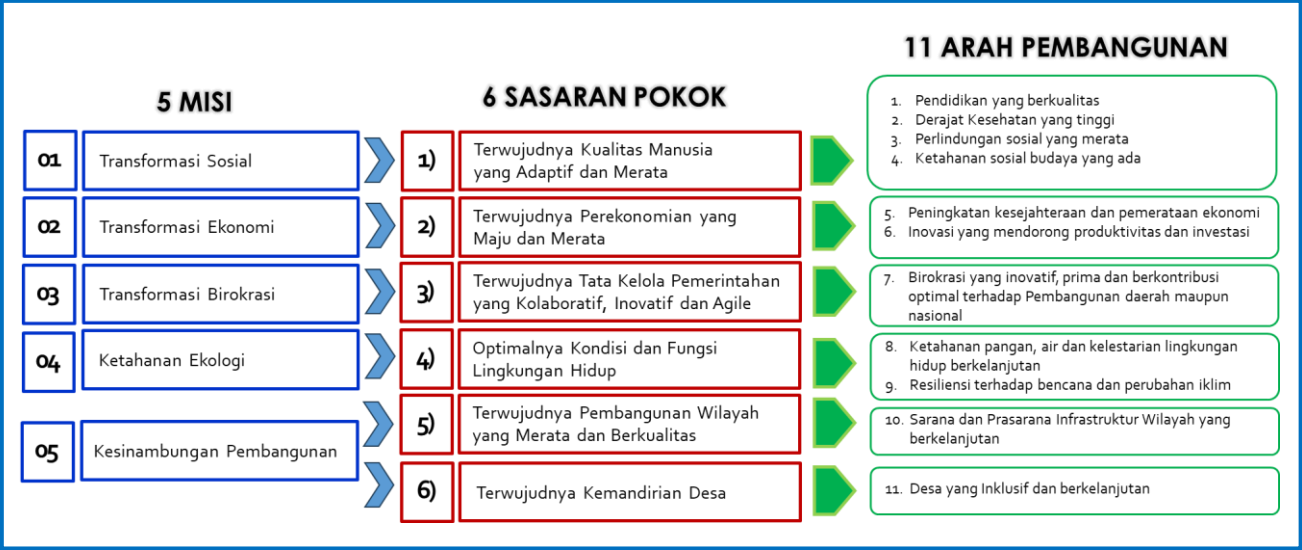 5 MISI
01
Transformasi Sosial
02
Transformasi Ekonomi
03
Transformasi Birokrasi
04
Ketahanan Ekologi
05
Kesinambungan Pembangunan
6 SASARAN POKOK
1)
Terwujudnya Kualitas Manusia
yang Adaptif dan Merata
2)
Terwujudnya Perekonomian yang
Maju dan Merata
3)
Terwujudnya Tata Kelola Pemerintahan
yang Kolaboratif, Inovatif dan Agile
4)
Optimalnya Kondisi dan Fungsi
Lingkungan Hidup
5)
Terwujudnya Pembangunan Wilayah
yang Merata dan Berkualitas
6)
Terwujudnya Kemandirian Desa
11 ARAH PEMBANGUNAN
1. Pendidikan yang berkualitas
2. Derajat Kesehatan yang tinggi
3. Perlindungan sosial yang merata
4. Ketahanan sosial budaya yang ada
5. Peningkatan kesejahteraan dan pemerataan ekonomi
6. Inovasi yang mendorong produktivitas dan investasi
7. Birokrasi yang inovatif, prima dan berkontribusi
optimal terhadap Pembangunan daerah maupun
nasional
8. Ketahanan pangan, air dan kelestarian lingkungan
hidup berkelanjutan
9. Resiliensi terhadap bencana dan perubahan iklim
10. Sarana dan Prasarana Infrastruktur Wilayah yang
berkelanjutan
11. Desa yang Inklusif dan berkelanjutan